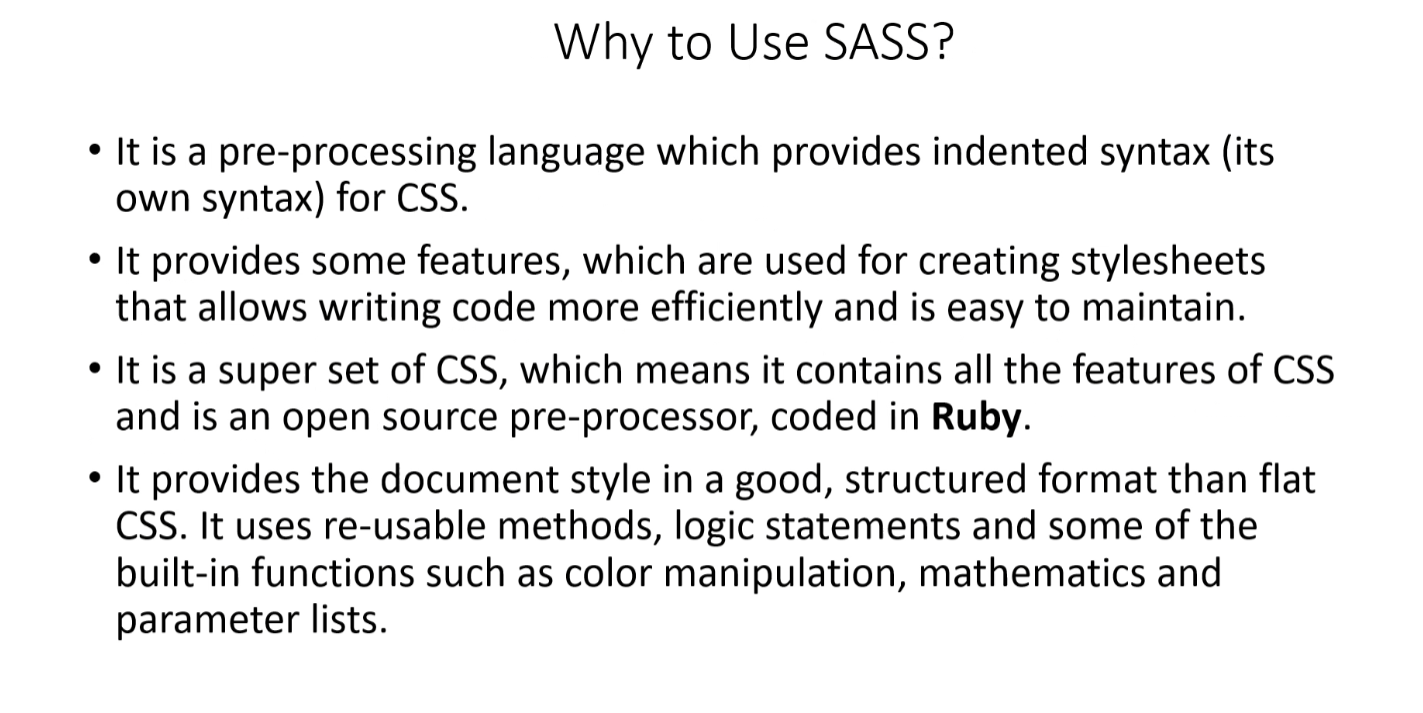 Why to Use SASS?
• It is a pre-processing language which provides indented syntax (its
own syntax) for CSS.
• It provides some features, which are used for creating stylesheets
that allows writing code more efficiently and is easy to maintain.
• It is a super set of CSS, which means it contains all the features of CSS
and is an open source pre-processor, coded in Ruby.
• It provides the document style in a good, structured format than flat
CSS. It uses re-usable methods, logic statements and some of the
built-in functions such as color manipulation, mathematics and
parameter lists.